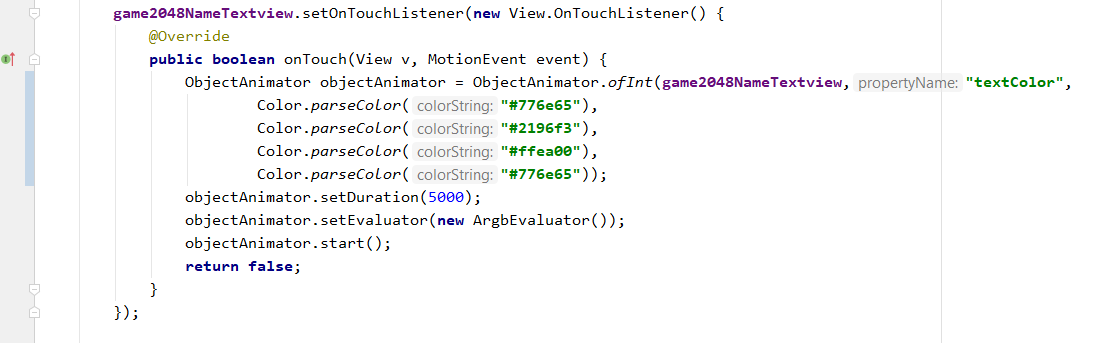 game2048NameTextview.setOnTouchListener(new View.OnTouchListener() {
@Override
public boolean onTouch(View v, MotionEvent event) {
ObjectAnimator objectAnimator = ObjectAnimator.ofInt(game2048NameTextview, propertyName: "textColor",
Color.parseColor( colorString: "#776e65"),
Color.parseColor( colorString: "#2196f3"),
Color.parseColor( colorString: "#ffea00"),
Color.parseColor( colorString: "#776e65"));
objectAnimator.setDuration(5000);
objectAnimator.setEvaluator(new ArgbEvaluator());
objectAnimator.start();
return false;
}
});